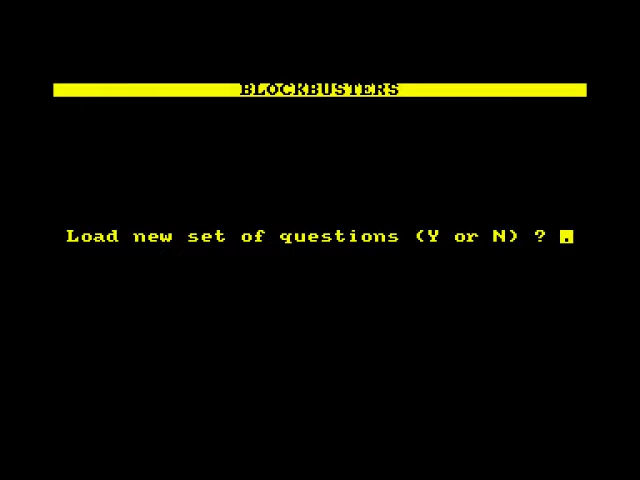 BLOCKBUSTERS
Load new set of questions (Y or N) ? .